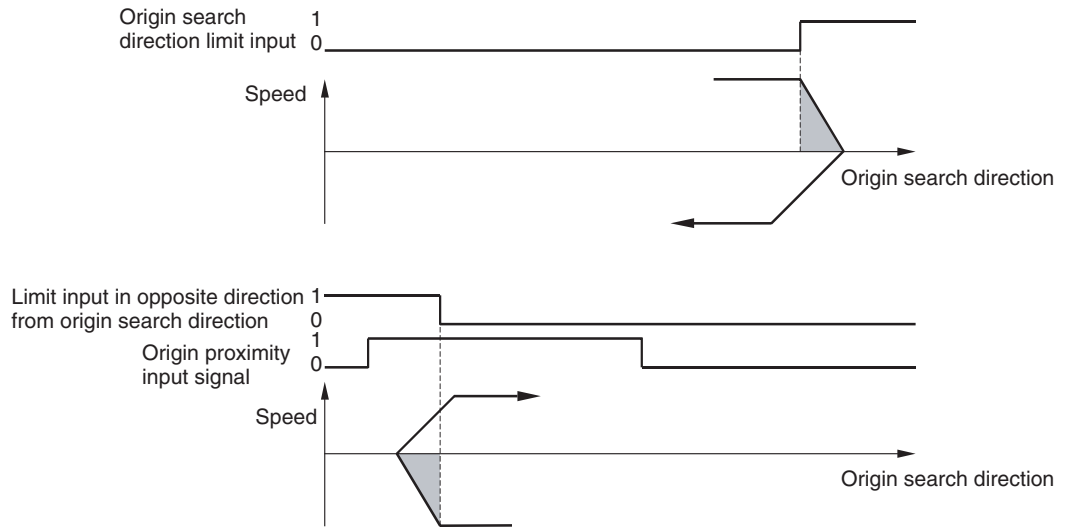 Origin search
direction limit input
1
0
Speed
Origin search direction
Limit input in opposite direction
from origin search direction
1
0
Origin proximity
input signal
1
0
Speed
Origin search direction